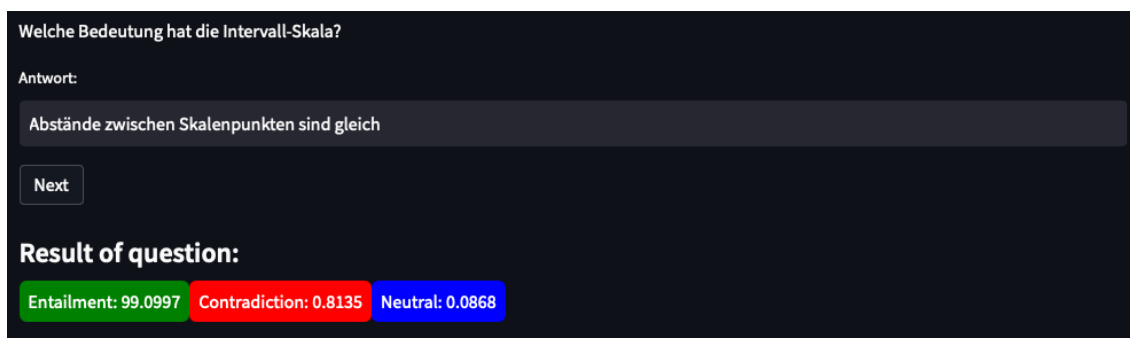 Welche Bedeutung hat die Intervall-Skala?
Antwort:
Abstände zwischen Skalenpunkten sind gleich
Next
Result of question:
Entailment: 99.0997 Contradiction: 0.8135 Neutral: 0.0868